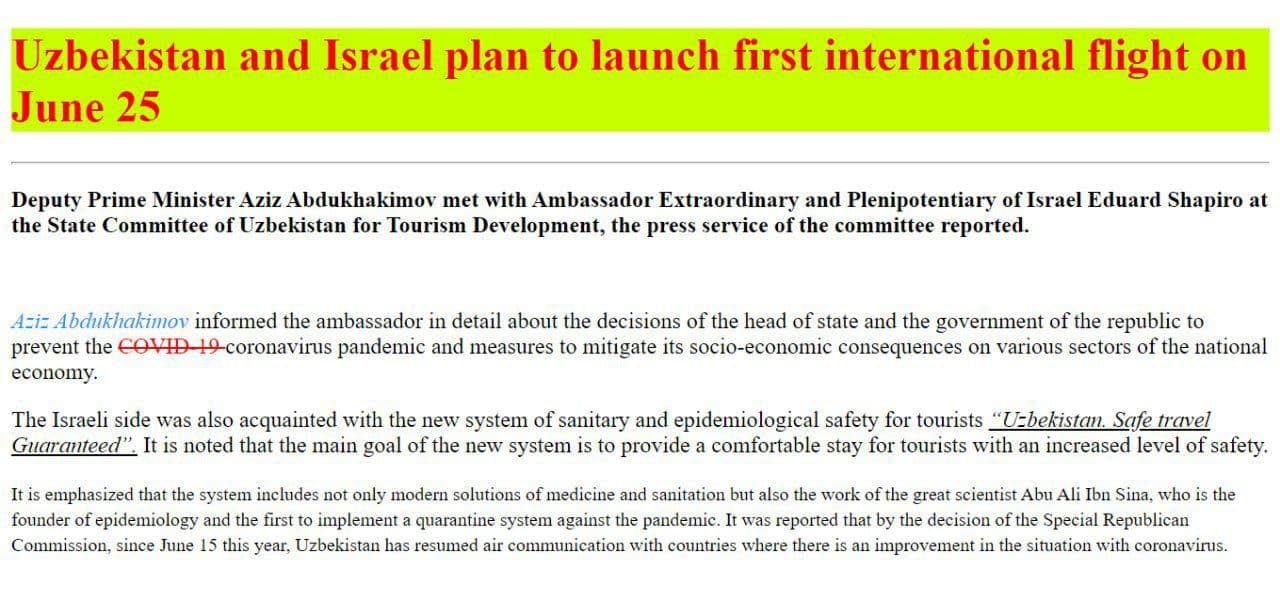 Uzbekistan and Israel plan to launch first international flight on
June 25
Deputy Prime Minister Aziz Abdukhakimov met with Ambassador Extraordinary and Plenipotentiary of Israel Eduard Shapiro at
the State Committee of Uzbekistan for Tourism Development, the press service of the committee reported.
Aziz Abdukhakimov informed the ambassador in detail about the decisions of the head of state and the government of the republic to
prevent the COVID-19 coronavirus pandemic and measures to mitigate its socio-economic consequences on various sectors of the national
economy.
The Israeli side was also acquainted with the new system of sanitary and epidemiological safety for tourists “Uzbekistan. Safe travel
Guaranteed”. It is noted that the main goal of the new system is to provide a comfortable stay for tourists with an increased level of safety.
It is emphasized that the system includes not only modern solutions of medicine and sanitation but also the work of the great scientist Abu Ali Ibn Sina, who is the
founder of epidemiology and the first to implement a quarantine system against the pandemic. It was reported that by the decision of the Special Republican
Commission, since June 15 this year, Uzbekistan has resumed air communication with countries where there is an improvement in the situation with coronavirus.